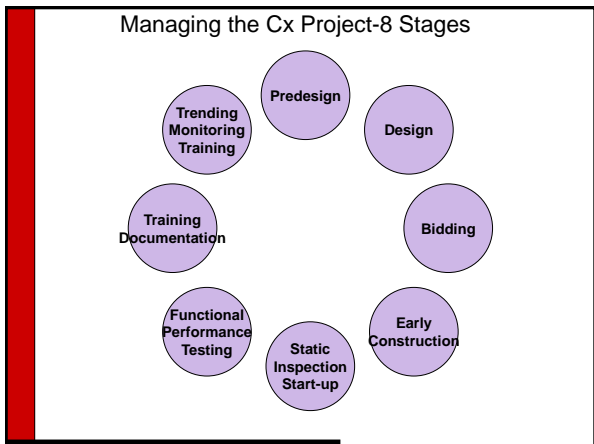 Managing the Cx Project-8 Stages
Predesign
Design
Bidding
Early
Construction
Static
Inspection
Start-up
Functional
Performance
Testing
Training
Documentation
Trending
Monitoring
Training